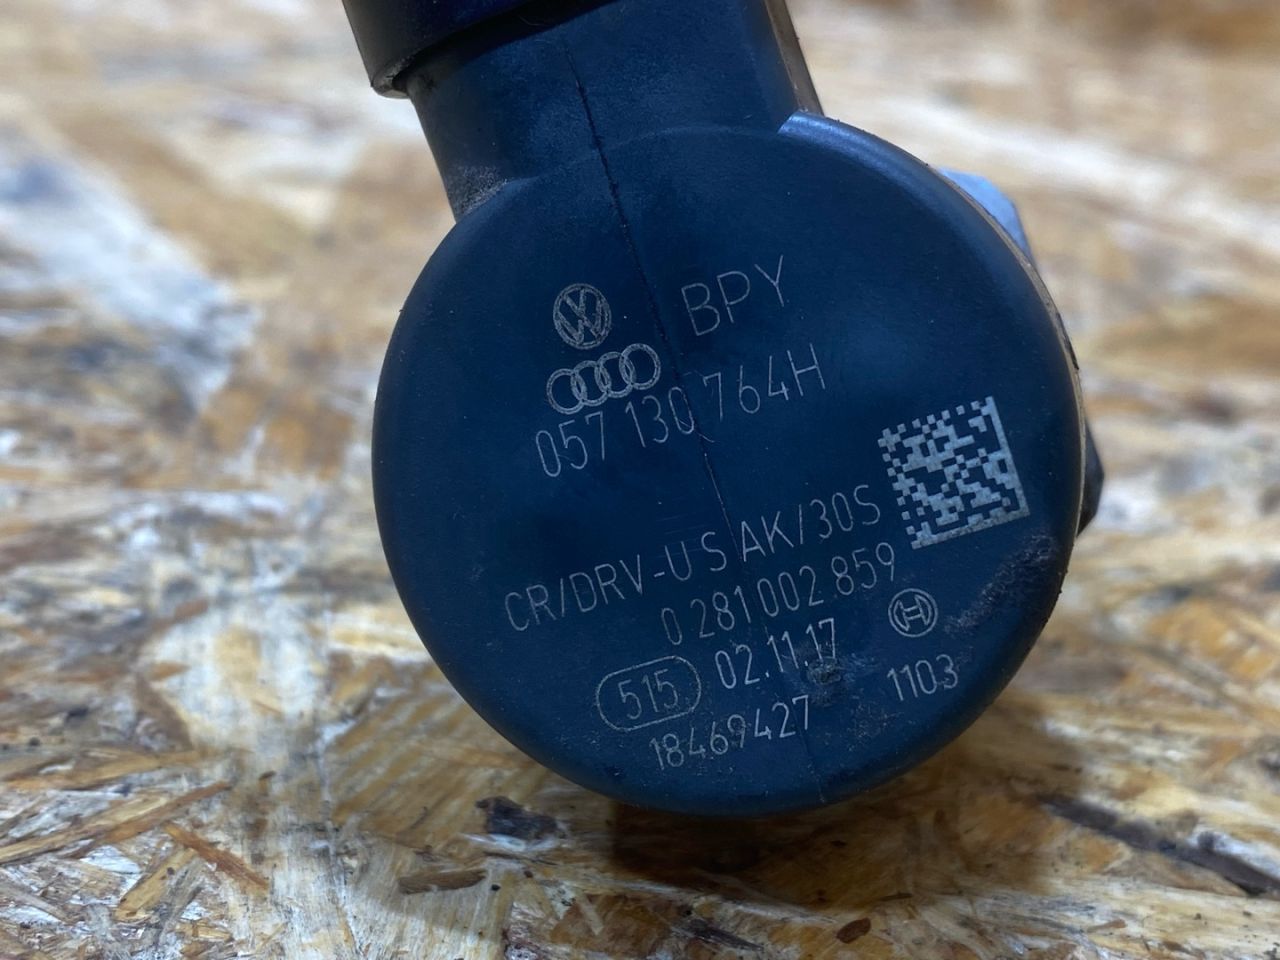 BPY
057 130 764H
CR/DRV-U S AK/30S
0 281 002 859
515 02.11.17
18469427 1103